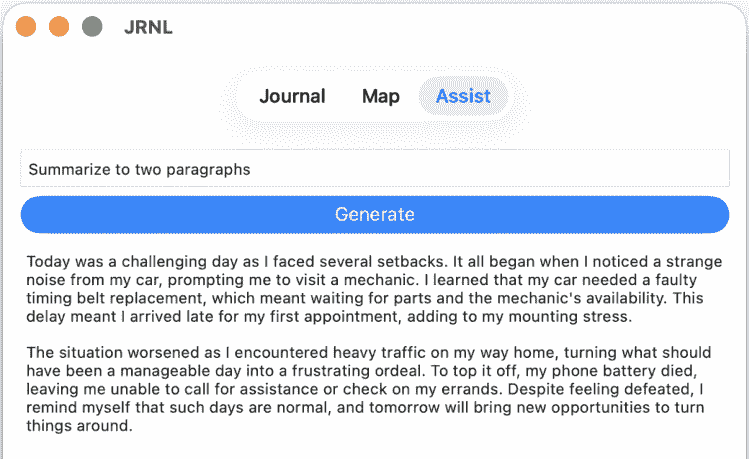 JRNL
Journal Map Assist
Summarize to two paragraphs
Generate
Today was a challenging day as I faced several setbacks. It all began when I noticed a strange
noise from my car, prompting me to visit a mechanic. I learned that my car needed a faulty
timing belt replacement, which meant waiting for parts and the mechanic's availability. This
delay meant I arrived late for my first appointment, adding to my mounting stress.
The situation worsened as I encountered heavy traffic on my way home, turning what should
have been a manageable day into a frustrating ordeal. To top it off, my phone battery died,
leaving me unable to call for assistance or check on my errands. Despite feeling defeated, I
remind myself that such days are normal, and tomorrow will bring new opportunities to turn
things around.